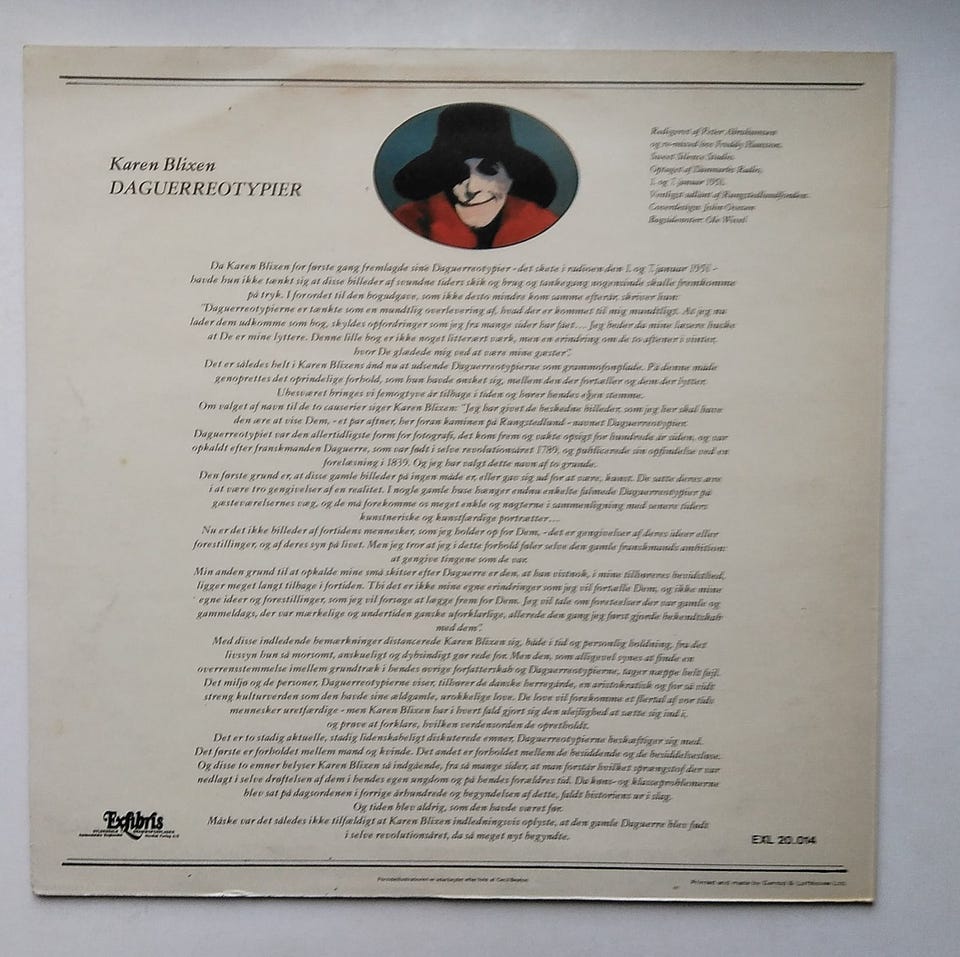 Karen Blixen
DAGUERREOTYPIER
Redigeret af Peter Abrahamsen
og re-mixed hos Freddy Hansson,
Sweet Silence Studio.
Optaget af Danmarks Radio,
1. og 7. januar 1951.
Venligst udlånt af Rungstedlundfonden.
Coverdesign: John Ovesen
Bagsidenoter: Ole Wivel
Da Karen Blixen for første gang fremlagde sine Daguerreotypier - det skete i radioen den 1. og 7. januar 1951 -
havde hun ikke tænkt sig at disse billeder af svundne tiders skik og brug og tankegang nogensinde skulle fremkomme
på tryk. I forordet til den bogudgave, som ikke desto mindre kom samme efterår, skriver hun:
"Daguerreotypierne er tænkte som en mundtlig overlevering af, hvad der er kommet til mig mundtligt. At jeg nu
lader dem udkomme som bog, skyldes opfordringer som jeg fra mange sider har fået.... Jeg beder da mine læsere huske
at De er mine lyttere. Denne lille bog er ikke noget litterært værk, men en erindring om de to aftener i vinter,
hvor De glædede mig ved at være mine gæster".
Det er således helt i Karen Blixens ånd nu at udsende Daguerreotypierne som grammofonplade. På denne måde
genoprettes det oprindelige forhold, som hun havde ønsket sig, mellem den der fortæller og dem der lytter.
Ubesværet bringes vi femogtyve år tilbage i tiden og hører hendes egen stemme.
Om valget af navn til de to causerier siger Karen Blixen: "Jeg har givet de beskedne billeder, som jeg her skal have
den ære at vise Dem, - et par aftner, her foran kaminen på Rungstedlund - navnet Daguerreotypier.
Daguerreotypiet var den allertidligste form for fotografi, det kom frem og vakte opsigt for hundrede år siden, og var
opkaldt efter franskmanden Daguerre, som var født i selve revolutionsåret 1789, og publicerede sin opfindelse ved en
forelæsning i 1839. Og jeg har valgt dette navn af to grunde.
Den første grund er, at disse gamle billeder på ingen måde er, eller gav sig ud for at være, kunst. De satte deres ære
i at være tro gengivelser af en realitet. I nogle gamle huse hænger endnu enkelte falmede Daguerreotypier på
gæsteværelsernes væg, og de må forekomme os meget enkle og nøgterne i sammenligning med senere tiders
kunstneriske og kunstfærdige portrætter....
Nu er det ikke billeder af fortidens mennesker, som jeg holder op for Dem, - det er gengivelser af deres ideer eller
forestillinger, og af deres syn på livet. Men jeg tror at jeg i dette forhold føler selve den gamle franskmands ambition:
at gengive tingene som de var.
Min anden grund til at opkalde mine små skitser efter Daguerre er den, at han vistnok, i mine tilhøreres bevidsthed,
ligger meget langt tilbage i fortiden. Thi det er ikke mine egne erindringer som jeg vil fortælle Dem, og ikke mine
egne ideer og forestillinger, som jeg vil forsøge at lægge frem for Dem. Jeg vil tale om foreteelser der var gamle og
gammeldags, der var mærkelige og undertiden ganske uforklarlige, allerede den gang jeg først gjorde bekendtskab
med dem".
Med disse indledende bemærkninger distancerede Karen Blixen sig, både i tid og personlig holdning, fra det
livssyn hun så morsomt, anskueligt og dybsindigt gør rede for. Men den, som alligevel synes at finde en
overensstemmelse imellem grundtræk i hendes øvrige forfatterskab og Daguerreotypierne, tager næppe helt fejl.
Det miljø og de personer, Daguerreotypierne viser, tilhører de danske herregårde, en aristokratisk og for så vidt
streng kulturverden som den havde sine ældgamle, urokkelige love. De love vil forekomme et flertal af vor tids
mennesker uretfærdige - men Karen Blixen har i hvert fald gjort sig den ulejlighed at sætte sig ind i,
og prøve at forklare, hvilken verdensorden de opretholdt.
Det er to stadig aktuelle, stadig lidenskabeligt diskuterede emner, Daguerreotypierne beskæftiger sig med.
Det første er forholdet mellem mand og kvinde. Det andet er forholdet mellem de besiddende og de besiddelsesløse.
Og disse to emner belyser Karen Blixen så indgående, fra så mange sider, at man forstår hvilket sprængstof der var
nedlagt i selve drøftelsen af dem i hendes egen ungdom og på hendes forældres tid. Da køns- og klasseproblemerne
blev sat på dagsordenen i forrige århundrede og begyndelsen af dette, faldt historiens ur i slag.
Og tiden blev aldrig, som den havde været før.
Måske var det således ikke tilfældigt at Karen Blixen indledningsvis oplyste, at den gamle Daguerre blev født
i selve revolutionsåret, da så meget nyt begyndte.
Exlibris
EXL 20.014
Forsideillustrationen er udarbejdet efter foto af Cecil Beaton
Printed and made by Garrod & Lofthouse Ltd.